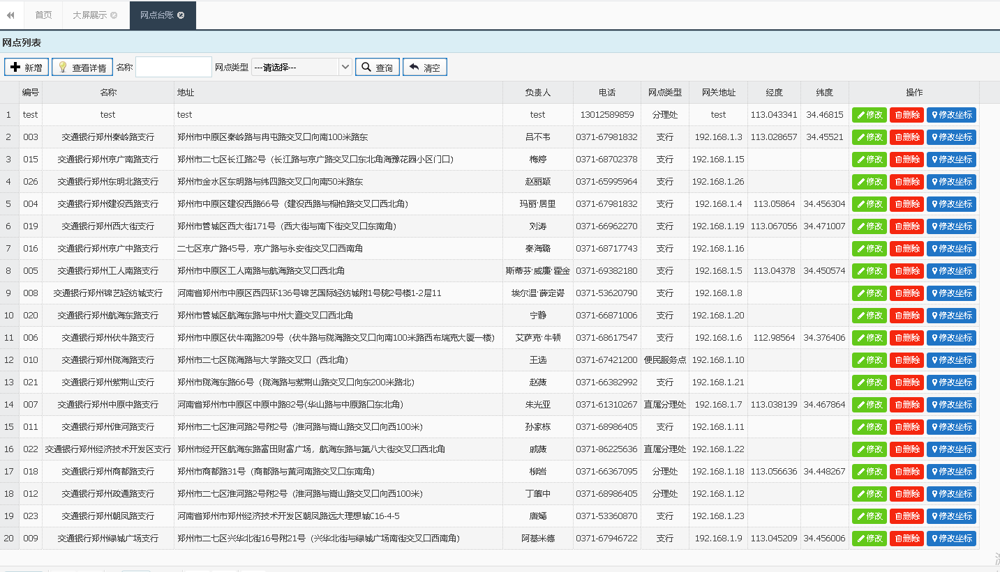 首页 大屏展示 网点台账
网点列表
新增 查看详情 名称 网点类型 ---请选择--- 查询 清空
编号 名称 地址 负责人 电话 网点类型 网关地址 经度 纬度 操作
1 test test test test 13012589859 分理处 test 113.043341 34.46815 修改 删除 修改坐标
2 003 交通银行郑州秦岭路支行 郑州市中原区秦岭路与冉屯路交叉口向南100米路东 吕不韦 0371-67981832 支行 192.168.1.3 113.028657 34.45521 修改 删除 修改坐标
3 015 交通银行郑州京广南路支行 郑州市二七区长江路2号（长江路与京广路交叉口东北角海豫花园小区门口） 梅婷 0371-68702378 支行 192.168.1.15 修改 删除 修改坐标
4 026 交通银行郑州东明北路支行 郑州市金水区东明路与纬四路交叉口向南50米路东 赵丽颖 0371-65995964 支行 192.168.1.26 修改 删除 修改坐标
5 004 交通银行郑州建设西路支行 郑州市中原区建设西路66号（建设西路与桐柏路交叉口西北角） 玛丽·居里 0371-67981832 支行 192.168.1.4 113.05864 34.456304 修改 删除 修改坐标
6 019 交通银行郑州西大街支行 郑州市管城区西大街171号（西大街与南下街交叉口东南角） 刘涛 0371-66962270 支行 192.168.1.19 113.067056 34.471007 修改 删除 修改坐标
7 016 交通银行郑州京广中路支行 二七区京广路45号，京广路与永安街交叉口西南角 秦海璐 0371-68717743 支行 192.168.1.16 修改 删除 修改坐标
8 005 交通银行郑州工人南路支行 郑州市中原区工人南路与航海路交叉口西北角 斯蒂芬·威廉·霍金 0371-69382180 支行 192.168.1.5 113.04378 34.450574 修改 删除 修改坐标
9 008 交通银行郑州锦艺轻纺城支行 河南省郑州市中原区西四环136号锦艺国际轻纺城附1号院2号楼1-2层11 埃尔温·薛定谔 0371-53620790 支行 192.168.1.8 修改 删除 修改坐标
10 020 交通银行郑州航海东路支行 郑州市管城区航海东路与中州大道交叉口西北角 宁静 0371-66871006 支行 192.168.1.20 修改 删除 修改坐标
11 006 交通银行郑州伏牛路支行 郑州市中原区伏牛南路209号（伏牛路与陇海路交叉口向南100米路西布瑞克大厦一楼） 艾萨克·牛顿 0371-68617547 支行 192.168.1.6 112.98564 34.376406 修改 删除 修改坐标
12 010 交通银行郑州陇海路支行 郑州市二七区陇海路与大学路交叉口（西北角） 王选 0371-67421200 便民服务点 192.168.1.10 修改 删除 修改坐标
13 021 交通银行郑州紫荆山支行 郑州市陇海东路66号（陇海路与紫荆山路交叉口向东200米路北） 赵薇 0371-66382992 支行 192.168.1.21 修改 删除 修改坐标
14 007 交通银行郑州中原中路支行 河南省郑州市中原区中原中路82号(华山路与中原路口东北角） 朱光亚 0371-61310267 直属分理处 192.168.1.7 113.038139 34.467864 修改 删除 修改坐标
15 011 交通银行郑州淮河路支行 郑州市二七区淮河路2号附2号（淮河路与嵩山路交叉口向西100米） 孙家栋 0371-68986405 支行 192.168.1.11 修改 删除 修改坐标
16 022 交通银行郑州经济技术开发区支行 郑州市经开区航海东路富田财富广场，航海东路与第八大街交叉口西北角 戚薇 0371-86225636 直属分理处 192.168.1.22 修改 删除 修改坐标
17 018 交通银行郑州商都路支行 郑州市商都路31号（商都路与黄河南路交叉口东南角） 柳岩 0371-66367095 分理处 192.168.1.18 113.056636 34.448267 修改 删除 修改坐标
18 012 交通银行郑州政通路支行 郑州市二七区淮河路2号附2号（淮河路与嵩山路交叉口向西100米） 丁肇中 0371-68986405 分理处 192.168.1.12 修改 删除 修改坐标
19 023 交通银行郑州朝凤路支行 河南省郑州市郑州经济技术开发区朝凤路远大理想城C16-4-5 唐嫣 0371-53360870 支行 192.168.1.23 修改 删除 修改坐标
20 009 交通银行郑州绿城广场支行 郑州市二七区兴华北街16号附21号（兴华北街与绿城广场南街交叉口西南角） 阿基米德 0371-67946722 支行 192.168.1.9 113.045209 34.456006 修改 删除 修改坐标